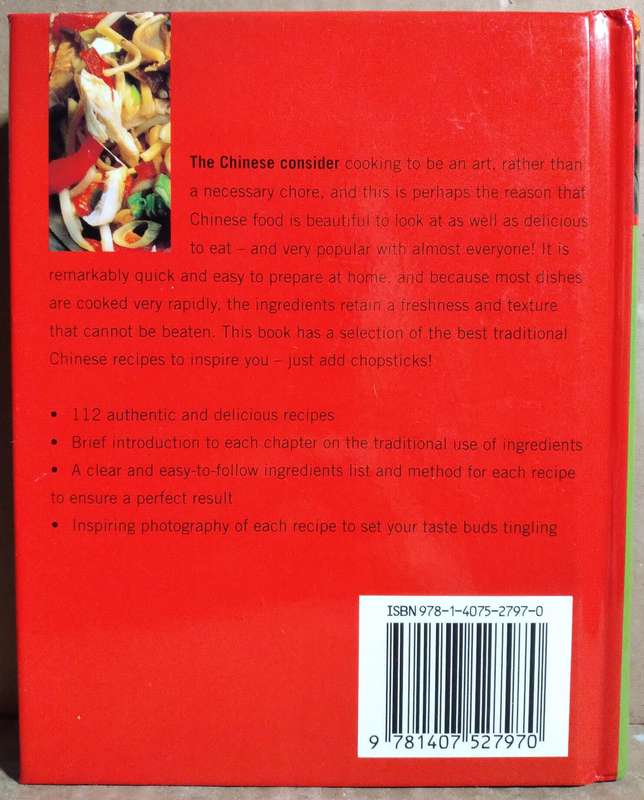 The Chinese consider cooking to be an art, rather than
a necessary chore, and this is perhaps the reason that
Chinese food is beautiful to look at as well as delicious
to eat – and very popular with almost everyone! It is
remarkably quick and easy to prepare at home, and because most dishes
are cooked very rapidly, the ingredients retain a freshness and texture
that cannot be beaten. This book has a selection of the best traditional
Chinese recipes to inspire you – just add chopsticks!
• 112 authentic and delicious recipes
• Brief introduction to each chapter on the traditional use of ingredients
• A clear and easy-to-follow ingredients list and method for each recipe
to ensure a perfect result
• Inspiring photography of each recipe to set your taste buds tingling
ISBN 978-1-4075-2797-0
9 781407 527970